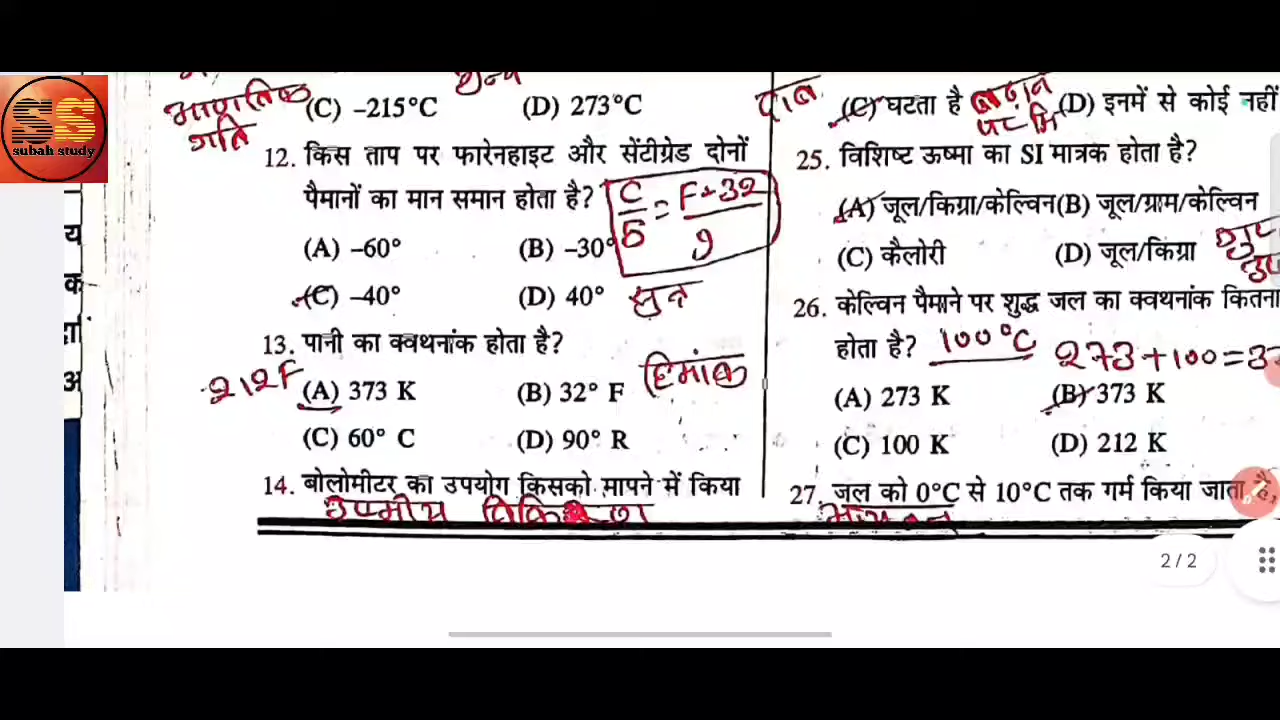 SS
subah study
(C) –215°C (D) 273°C
12. किस ताप पर फारेनहाइट और सेंटीग्रेड दोनों
पैमानों का मान समान होता है?
C/5 = F-32/9
(A) –60° (B) –30°
(C) –40° (D) 40°
13. पानी का क्वथनांक होता है?
212F (A) 373 K (B) 32° F हिमांक
(C) 60° C (D) 90° R
14. बोलोमीटर का उपयोग किसको मापने में किया
उष्मीय
दाब (C) घटता है (D) इनमें से कोई नहीं
25. विशिष्ट ऊष्मा का SI मात्रक होता है?
(A) जूल/किग्रा/केल्विन (B) जूल/ग्राम/केल्विन
(C) कैलोरी (D) जूल/किग्रा
26. केल्विन पैमाने पर शुद्ध जल का क्वथनांक कितना
होता है? 100°C 273+100=
(A) 273 K (B) 373 K
(C) 100 K (D) 212 K
27. जल को 0°C से 10°C तक गर्म किया जाता है,
2 / 2